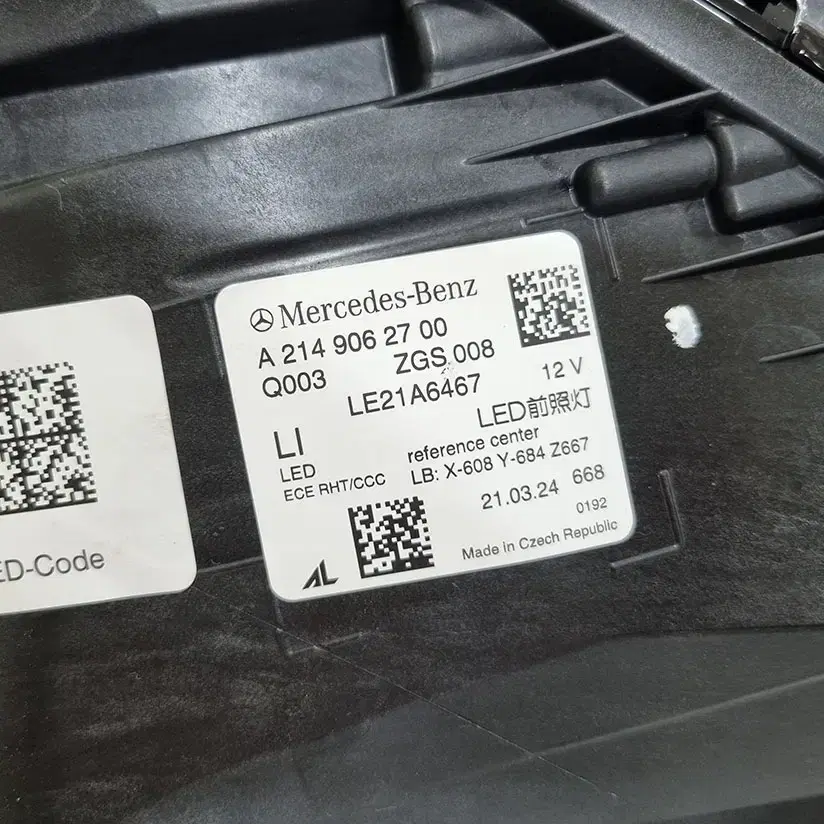 Mercedes-Benz
A 214 906 27 00
Q003 ZGS 008
LE21A6467 12 V
LED前照灯
LI
LED
ECE RHT/CCC
reference center
LB: X-608 Y-684 Z667
21.03.24 668
0192
Made in Czech Republic
AL
ED-Code